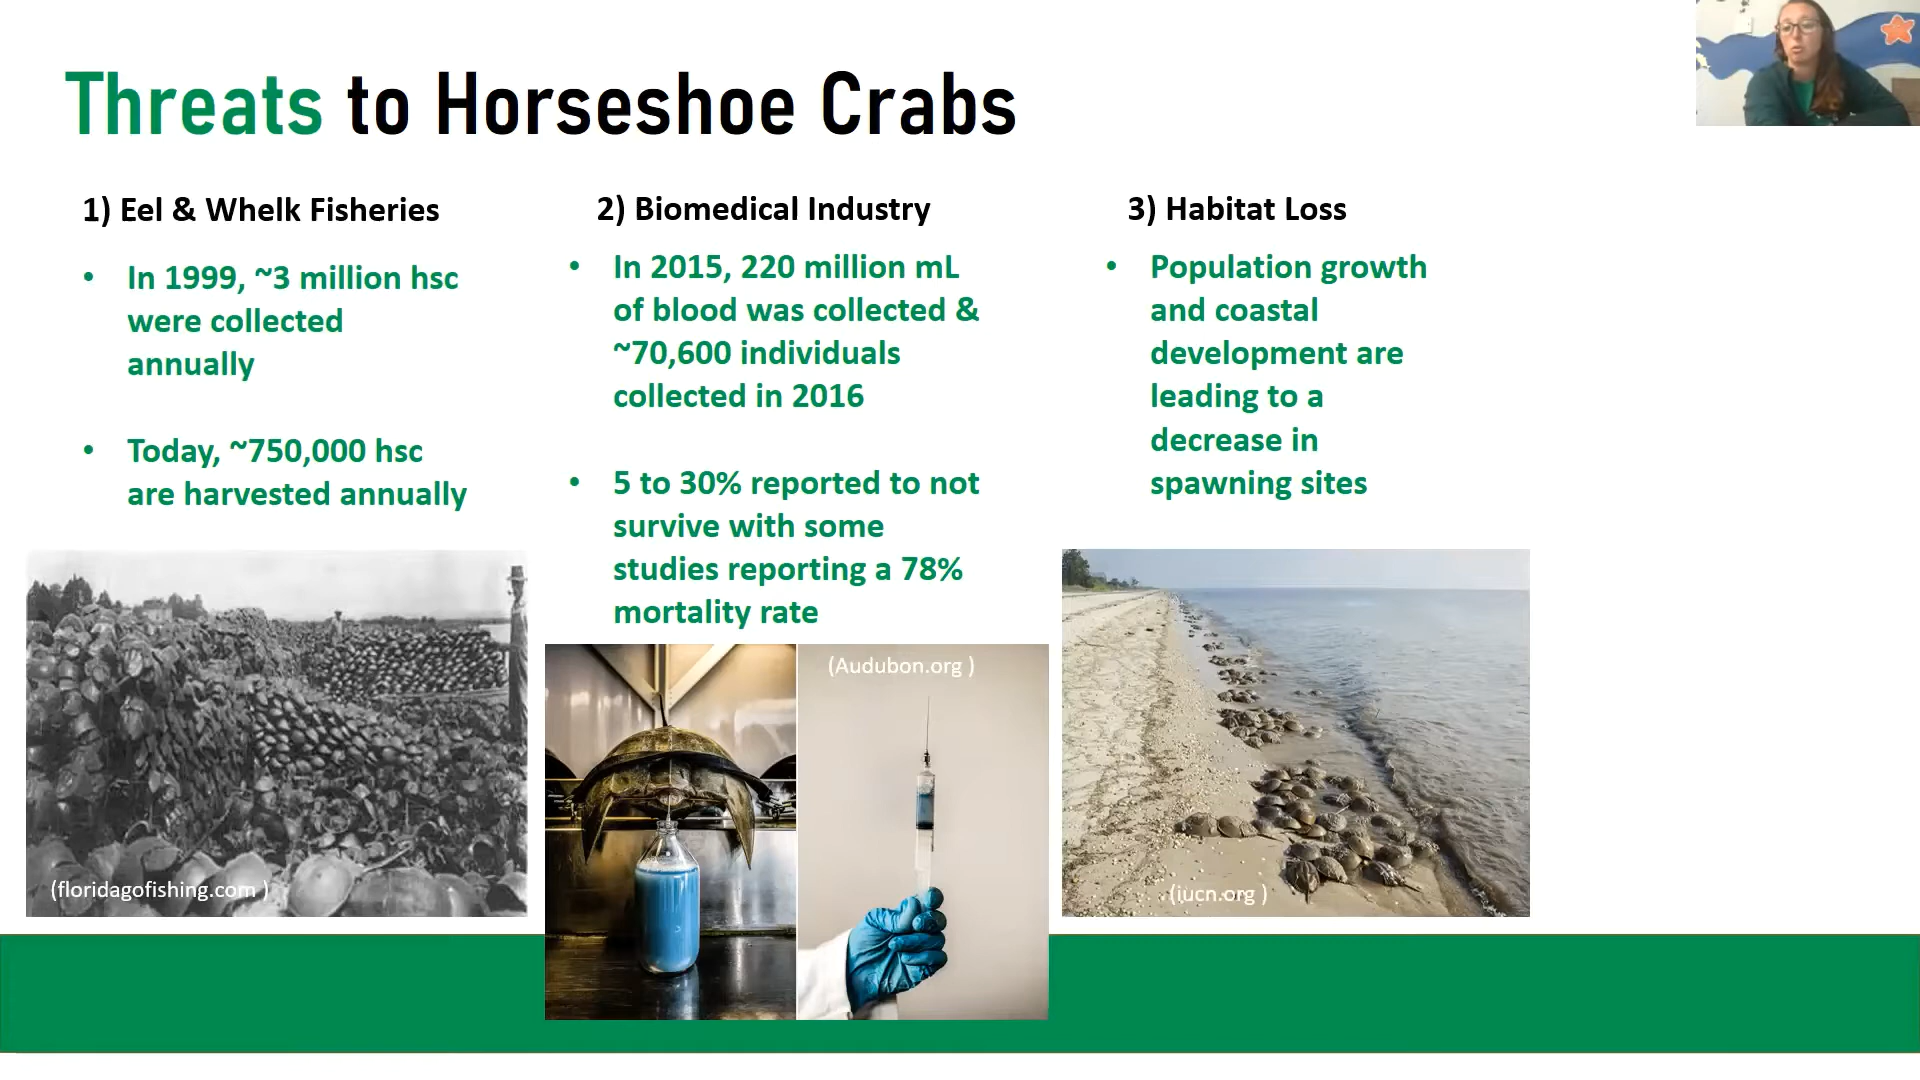 Threats to Horseshoe Crabs
1) Eel & Whelk Fisheries
• In 1999, ~3 million hsc
were collected
annually
• Today, ~750,000 hsc
are harvested annually
(floridagofishing.com )
2) Biomedical Industry
• In 2015, 220 million mL
of blood was collected &
~70,600 individuals
collected in 2016
• 5 to 30% reported to not
survive with some
studies reporting a 78%
mortality rate
(Audubon.org )
3) Habitat Loss
• Population growth
and coastal
development are
leading to a
decrease in
spawning sites
(iucn.org )